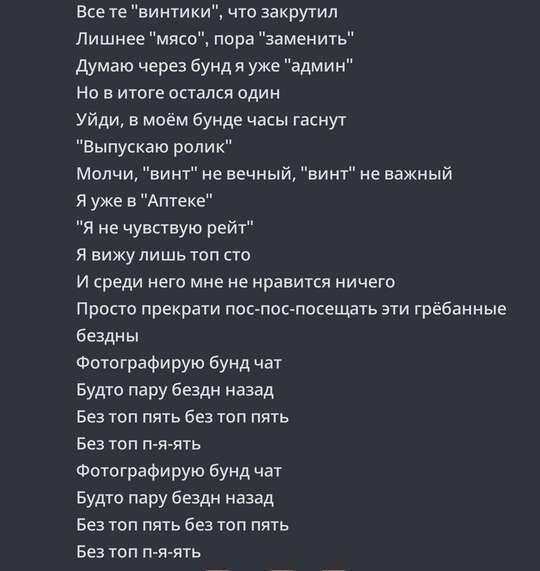 Все те "винтики", что закрутил
Лишнее "мясо", пора "заменить"
Думаю через бунд я уже "админ"
Но в итоге остался один
Уйди, в моём бунде часы гаснут
"Выпускаю ролик"
Молчи, "винт" не вечный, "винт" не важный
Я уже в "Аптеке"
"Я не чувствую рейт"
Я вижу лишь топ сто
И среди него мне не нравится ничего
Просто прекрати пос-пос-посещать эти грёбанные
бездны
Фотографирую бунд чат
Будто пару бездн назад
Без топ пять без топ пять
Без топ п-я-ять
Фотографирую бунд чат
Будто пару бездн назад
Без топ пять без топ пять
Без топ п-я-ять